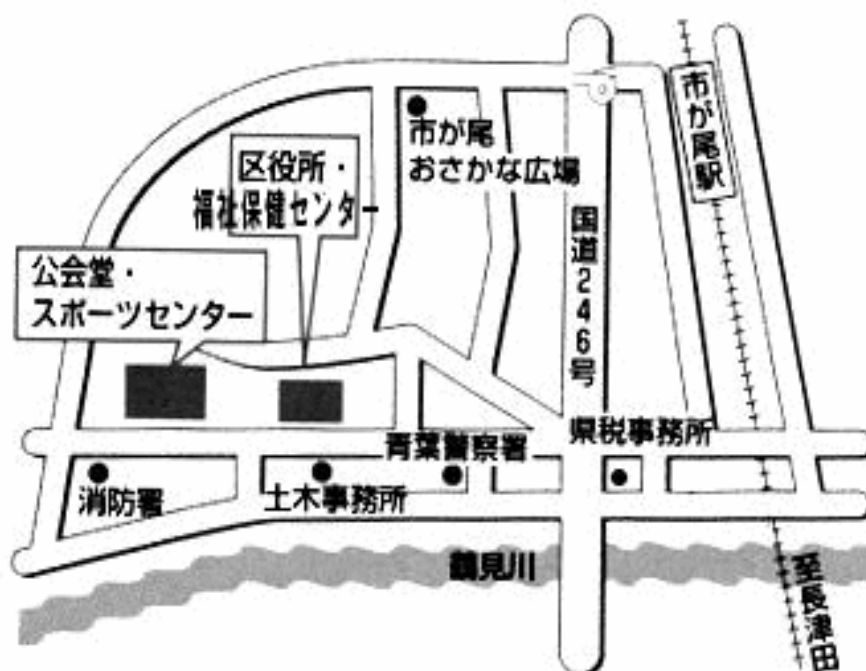 市が尾駅
市が尾
おさかな広場
区役所・
福祉保健センター
国道246号
公会堂・
スポーツセンター
県税事務所
青葉警察署
消防署
土木事務所
鶴見川
至長津田